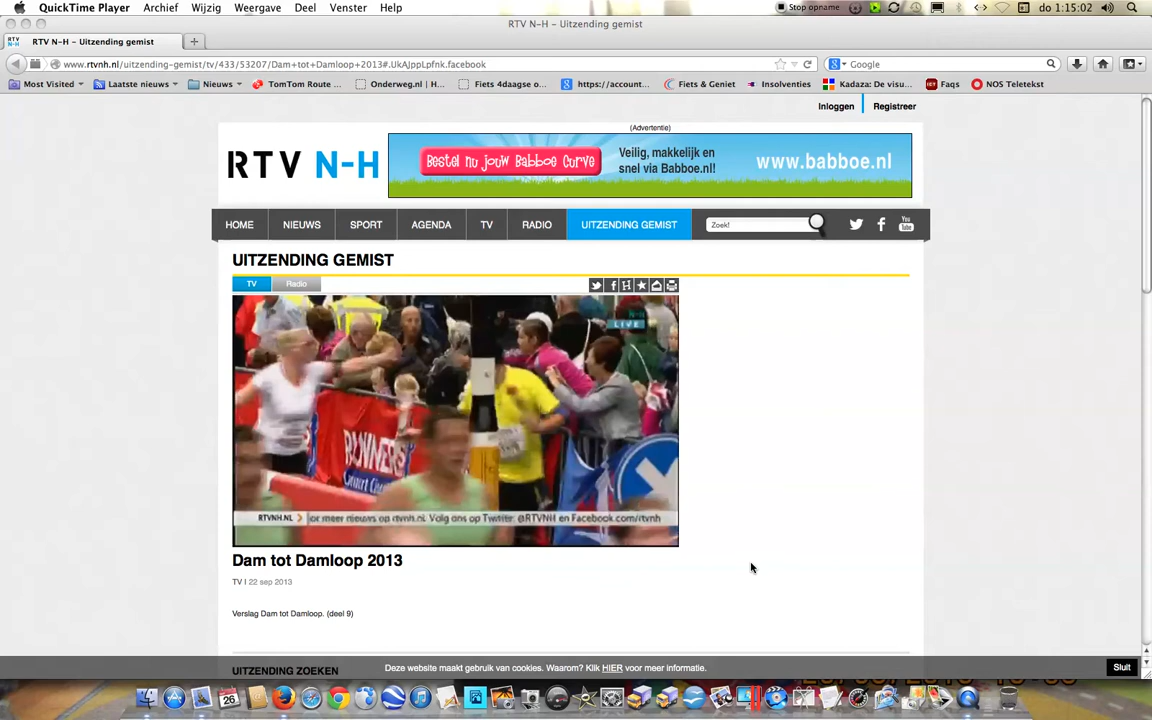 QuickTime Player Archief Wijzig Weergave Deel Venster Help Stop opname do 1:15:02
RTV N-H – Uitzending gemist
RTV N-H RTV N-H – Uitzending gemist +
www.rtvnh.nl/uitzending-gemist/tv/433/53207/Dam+tot+Damloop+2013#.UkAJppLpfnk.facebook Google
Most Visited Laatste nieuws Nieuws TomTom Route ... Onderweg.nl | H... Fiets 4daagse o... https://account... Fiets & Geniet Insolventies Kadaza: De visu... Faqs NOS Teletekst
Inloggen Registreer
(Advertentie)
RTV N-H
Bestel nu jouw Babboe Curve
Veilig, makkelijk en
snel via Babboe.nl!
www.babboe.nl
HOME NIEUWS SPORT AGENDA TV RADIO UITZENDING GEMIST Zoek! You Tube
UITZENDING GEMIST
TV Radio
N-H
LIVE
RUNNERS
RTVNH.NL or meer nieuws op rtvnh.nl. Volg ons op Twitter: @RTVNH en Facebook.com/rtvnh
Dam tot Damloop 2013
TV I 22 sep 2013
Verslag Dam tot Damloop. (deel 9)
UITZENDING ZOEKEN
Deze website maakt gebruik van cookies. Waarom? Klik HIER voor meer informatie. Sluit
26